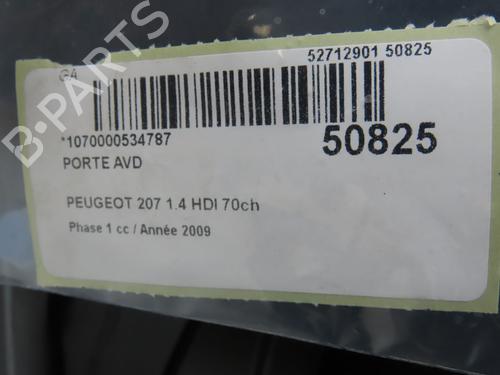 52712901 50825
GA
*1070000534787
50825
PORTE AVD
PEUGEOT 207 1.4 HDI 70ch
Phase 1 cc / Année 2009
B-PARTS